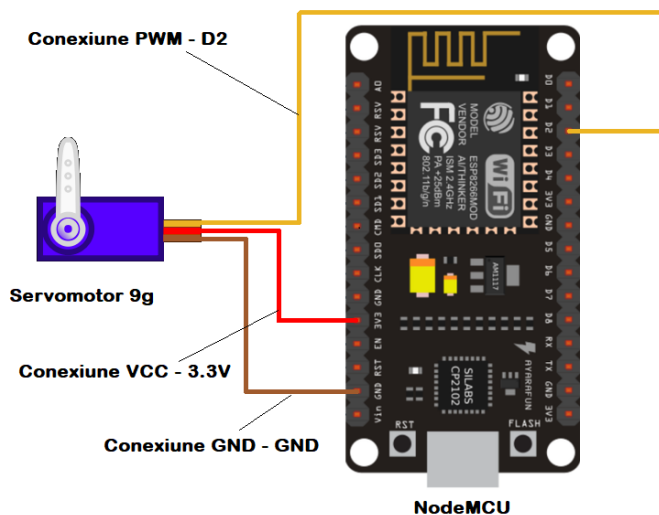 Conexiune PWM - D2
Servomotor 9g
Conexiune VCC - 3.3V
Conexiune GND - GND
NodeMCU
A0
RSV
RSV
SD3
SD2
SD1
CMD
SD0
CLK
GND
3V3
EN
RST
GND
Vin
D0
D1
D2
D3
D4
3V3
GND
D5
D6
D7
D8
RX
TX
GND
3V3
MODEL
VENDOR
ESP8266MOD
AI/THINKER
ISM 2.4GHz
PA +25dBm
802.11b/g/n
FC
Wi Fi
AM1117
SILABS
CP2102
AYARAFUN
RST
FLASH